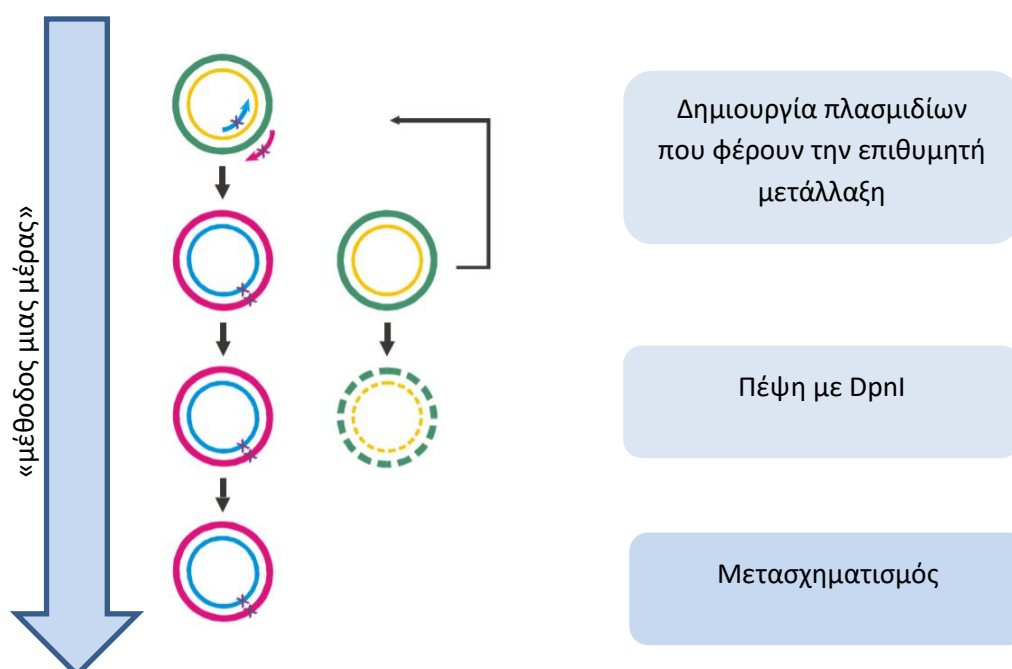 «μέθοδος μιας μέρας»
Δημιουργία πλασμιδίων
που φέρουν την επιθυμητή
μετάλλαξη
Πέψη με DpnI
Μετασχηματισμός